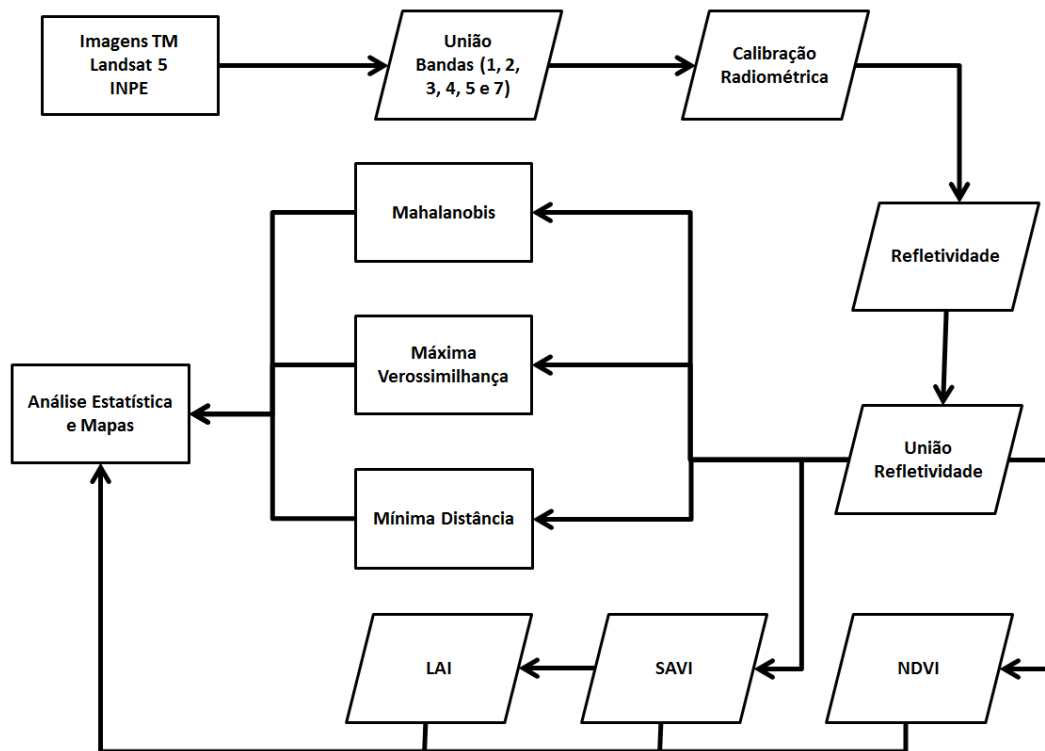 Imagens TM
Landsat 5
INPE
União
Bandas (1, 2,
3, 4, 5 e 7)
Calibração
Radiométrica
Mahalanobis
Refletividade
Máxima
Verossimilhança
Análise Estatística
e Mapas
União
Refletividade
Mínima Distância
LAI
SAVI
NDVI